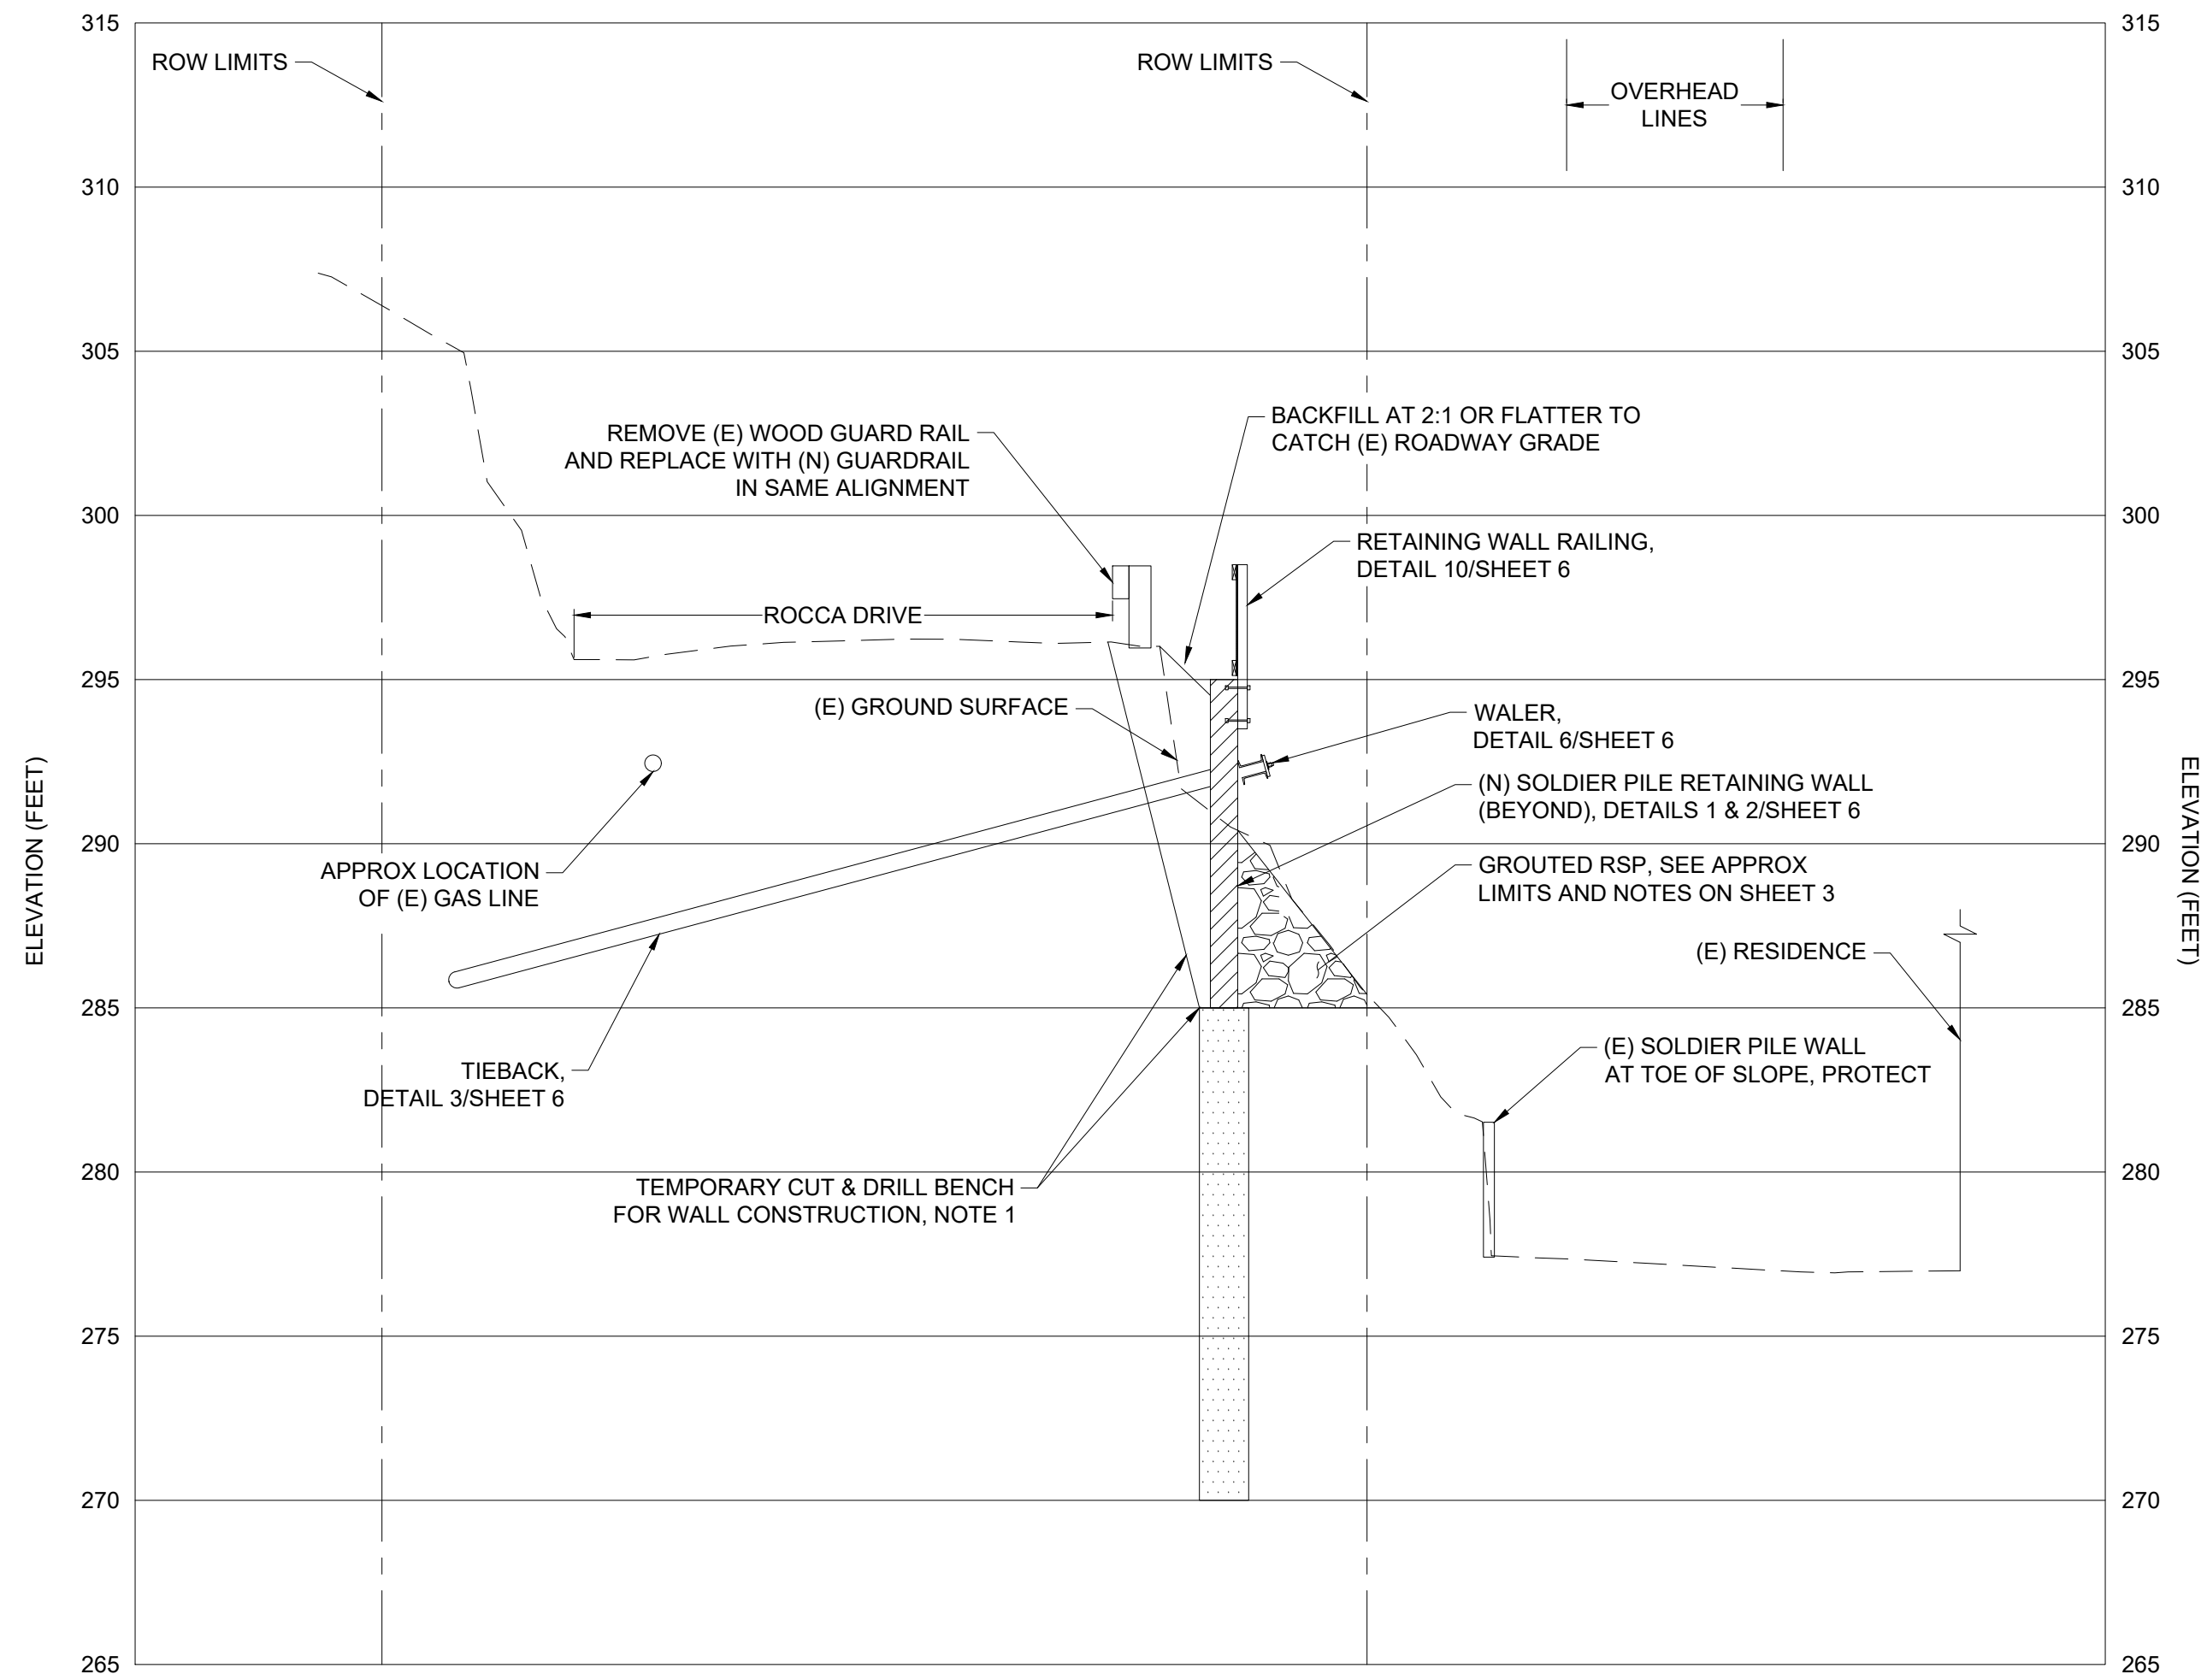 315
315
ROW LIMITS
ROW LIMITS
OVERHEAD
LINES
310
310
305
305
REMOVE (E) WOOD GUARD RAIL
AND REPLACE WITH (N) GUARDRAIL
IN SAME ALIGNMENT
BACKFILL AT 2:1 OR FLATTER TO
CATCH (E) ROADWAY GRADE
300
300
RETAINING WALL RAILING,
DETAIL 10/SHEET 6
ROCCA DRIVE
295
295
(E) GROUND SURFACE
WALER,
DETAIL 6/SHEET 6
(N) SOLDIER PILE RETAINING WALL
(BEYOND), DETAILS 1 & 2/SHEET 6
ELEVATION (FEET)
ELEVATION (FEET)
290
290
APPROX LOCATION
OF (E) GAS LINE
GROUTED RSP, SEE APPROX
LIMITS AND NOTES ON SHEET 3
(E) RESIDENCE
285
285
TIEBACK,
DETAIL 3/SHEET 6
(E) SOLDIER PILE WALL
AT TOE OF SLOPE, PROTECT
280
280
TEMPORARY CUT & DRILL BENCH
FOR WALL CONSTRUCTION, NOTE 1
275
275
270
270
265
265